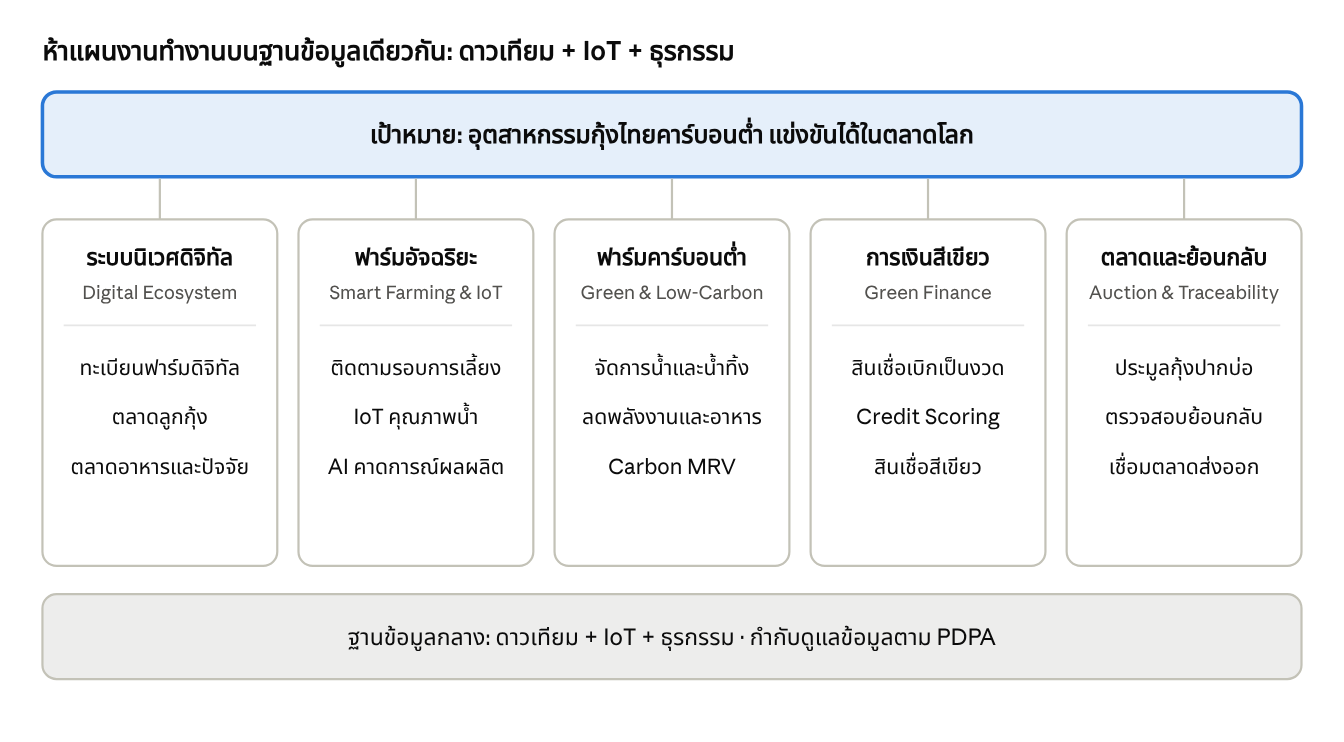 ห้าแผนงานทำงานบนฐานข้อมูลเดียวกัน: ดาวเทียม + IoT + ธุรกรรม
เป้าหมาย: อุตสาหกรรมกุ้งไทยคาร์บอนต่ำ แข่งขันได้ในตลาดโลก
ระบบนิเวศดิจิทัล
Digital Ecosystem
ทะเบียนฟาร์มดิจิทัล
ตลาดลูกกุ้ง
ตลาดอาหารและปัจจัย
ฟาร์มอัจฉริยะ
Smart Farming & IoT
ติดตามรอบการเลี้ยง
IoT คุณภาพน้ำ
AI คาดการณ์ผลผลิต
ฟาร์มคาร์บอนต่ำ
Green & Low-Carbon
จัดการน้ำและน้ำทิ้ง
ลดพลังงานและอาหาร
Carbon MRV
การเงินสีเขียว
Green Finance
สินเชื่อเบิกเป็นงวด
Credit Scoring
สินเชื่อสีเขียว
ตลาดและย้อนกลับ
Auction & Traceability
ประมูลกุ้งปากบ่อ
ตรวจสอบย้อนกลับ
เชื่อมตลาดส่งออก
ฐานข้อมูลกลาง: ดาวเทียม + IoT + ธุรกรรม · กำกับดูแลข้อมูลตาม PDPA